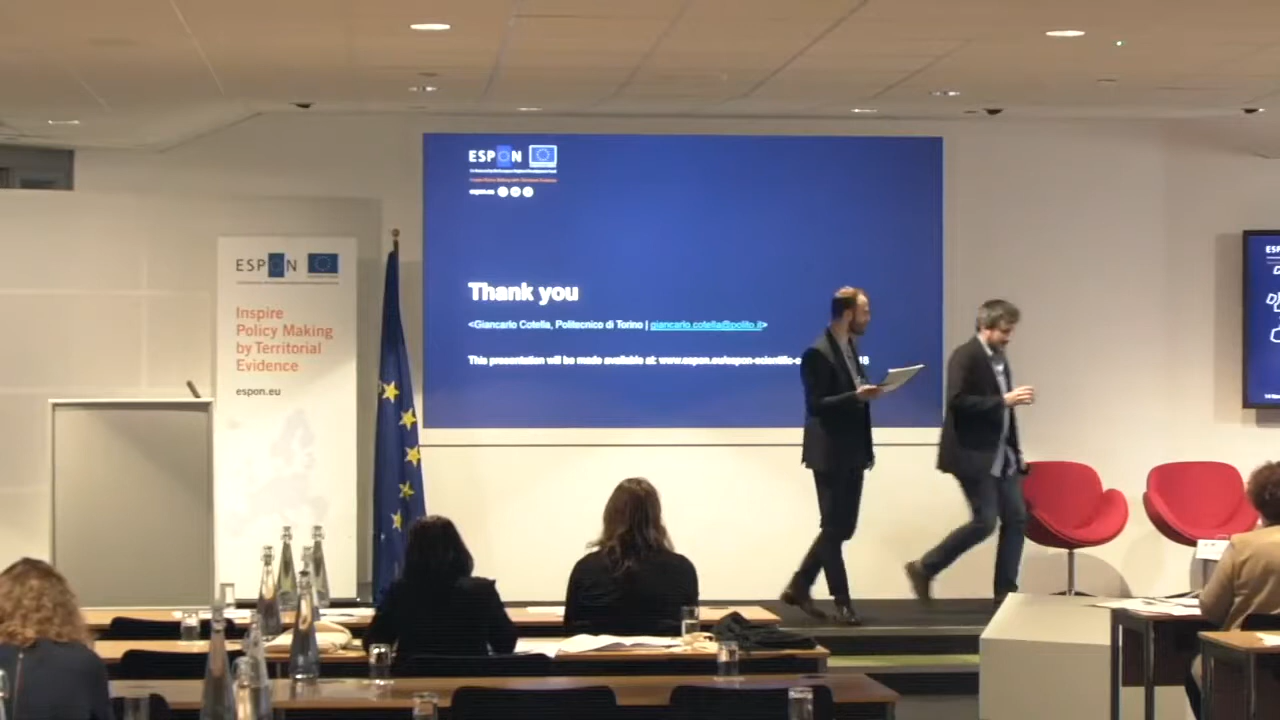 ESPON
espon.eu
Thank you
<Giancarlo Cotella, Politecnico di Torino | giancarlo.cotella@polito.it>
This presentation will be made available at: www.espon.eu/espon-scientific-c
ESPON
Inspire
Policy Making
by Territorial
Evidence
espon.eu
ESP